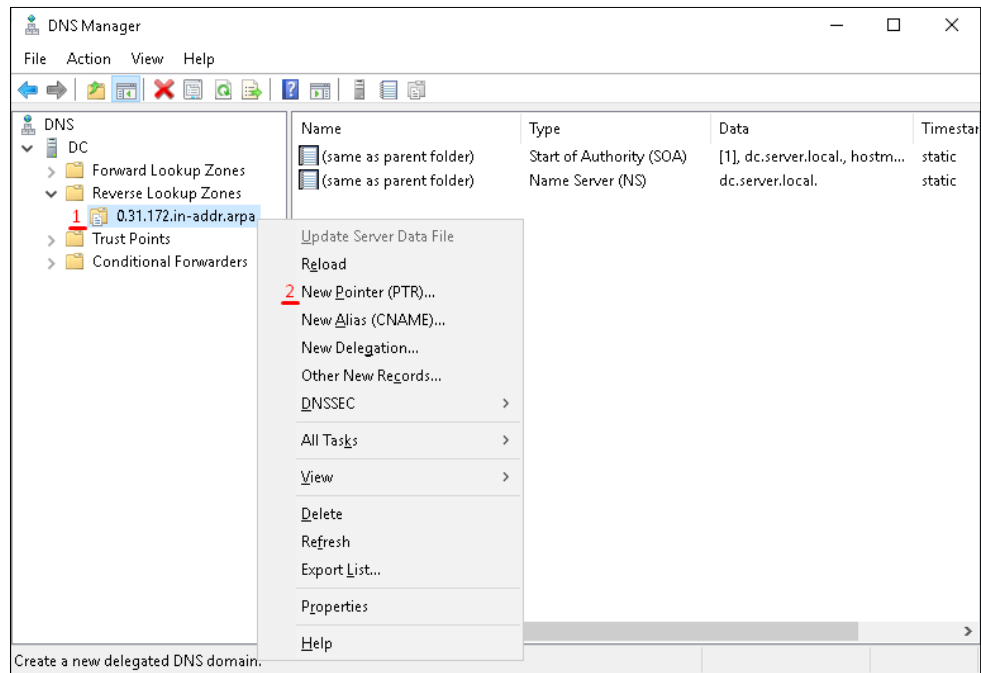 DNS Manager
File Action View Help
DNS
DC
Forward Lookup Zones
Reverse Lookup Zones
1 0.31.172.in-addr.arpa
Trust Points
Conditional Forwarders
Name Type Data Timestar
(same as parent folder) Start of Authority (SOA) [1], dc.server.local., hostm... static
(same as parent folder) Name Server (NS) dc.server.local. static
Update Server Data File
Reload
2 New Pointer (PTR)...
New Alias (CNAME)...
New Delegation...
Other New Records...
DNSSEC
All Tasks
View
Delete
Refresh
Export List...
Properties
Help
Create a new delegated DNS domain.